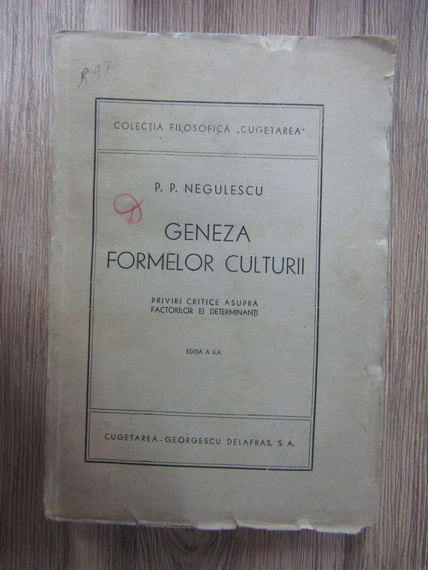 COLECȚIA FILOSOFICĂ „CUGETAREA"
P. P. NEGULESCU
GENEZA
FORMELOR CULTURII
PRIVIRI CRITICE ASUPRA
FACTORILOR EI DETERMINANȚI
EDIȚIA A II-A
CUGETAREA - GEORGESCU DELAFRAS, S. A.